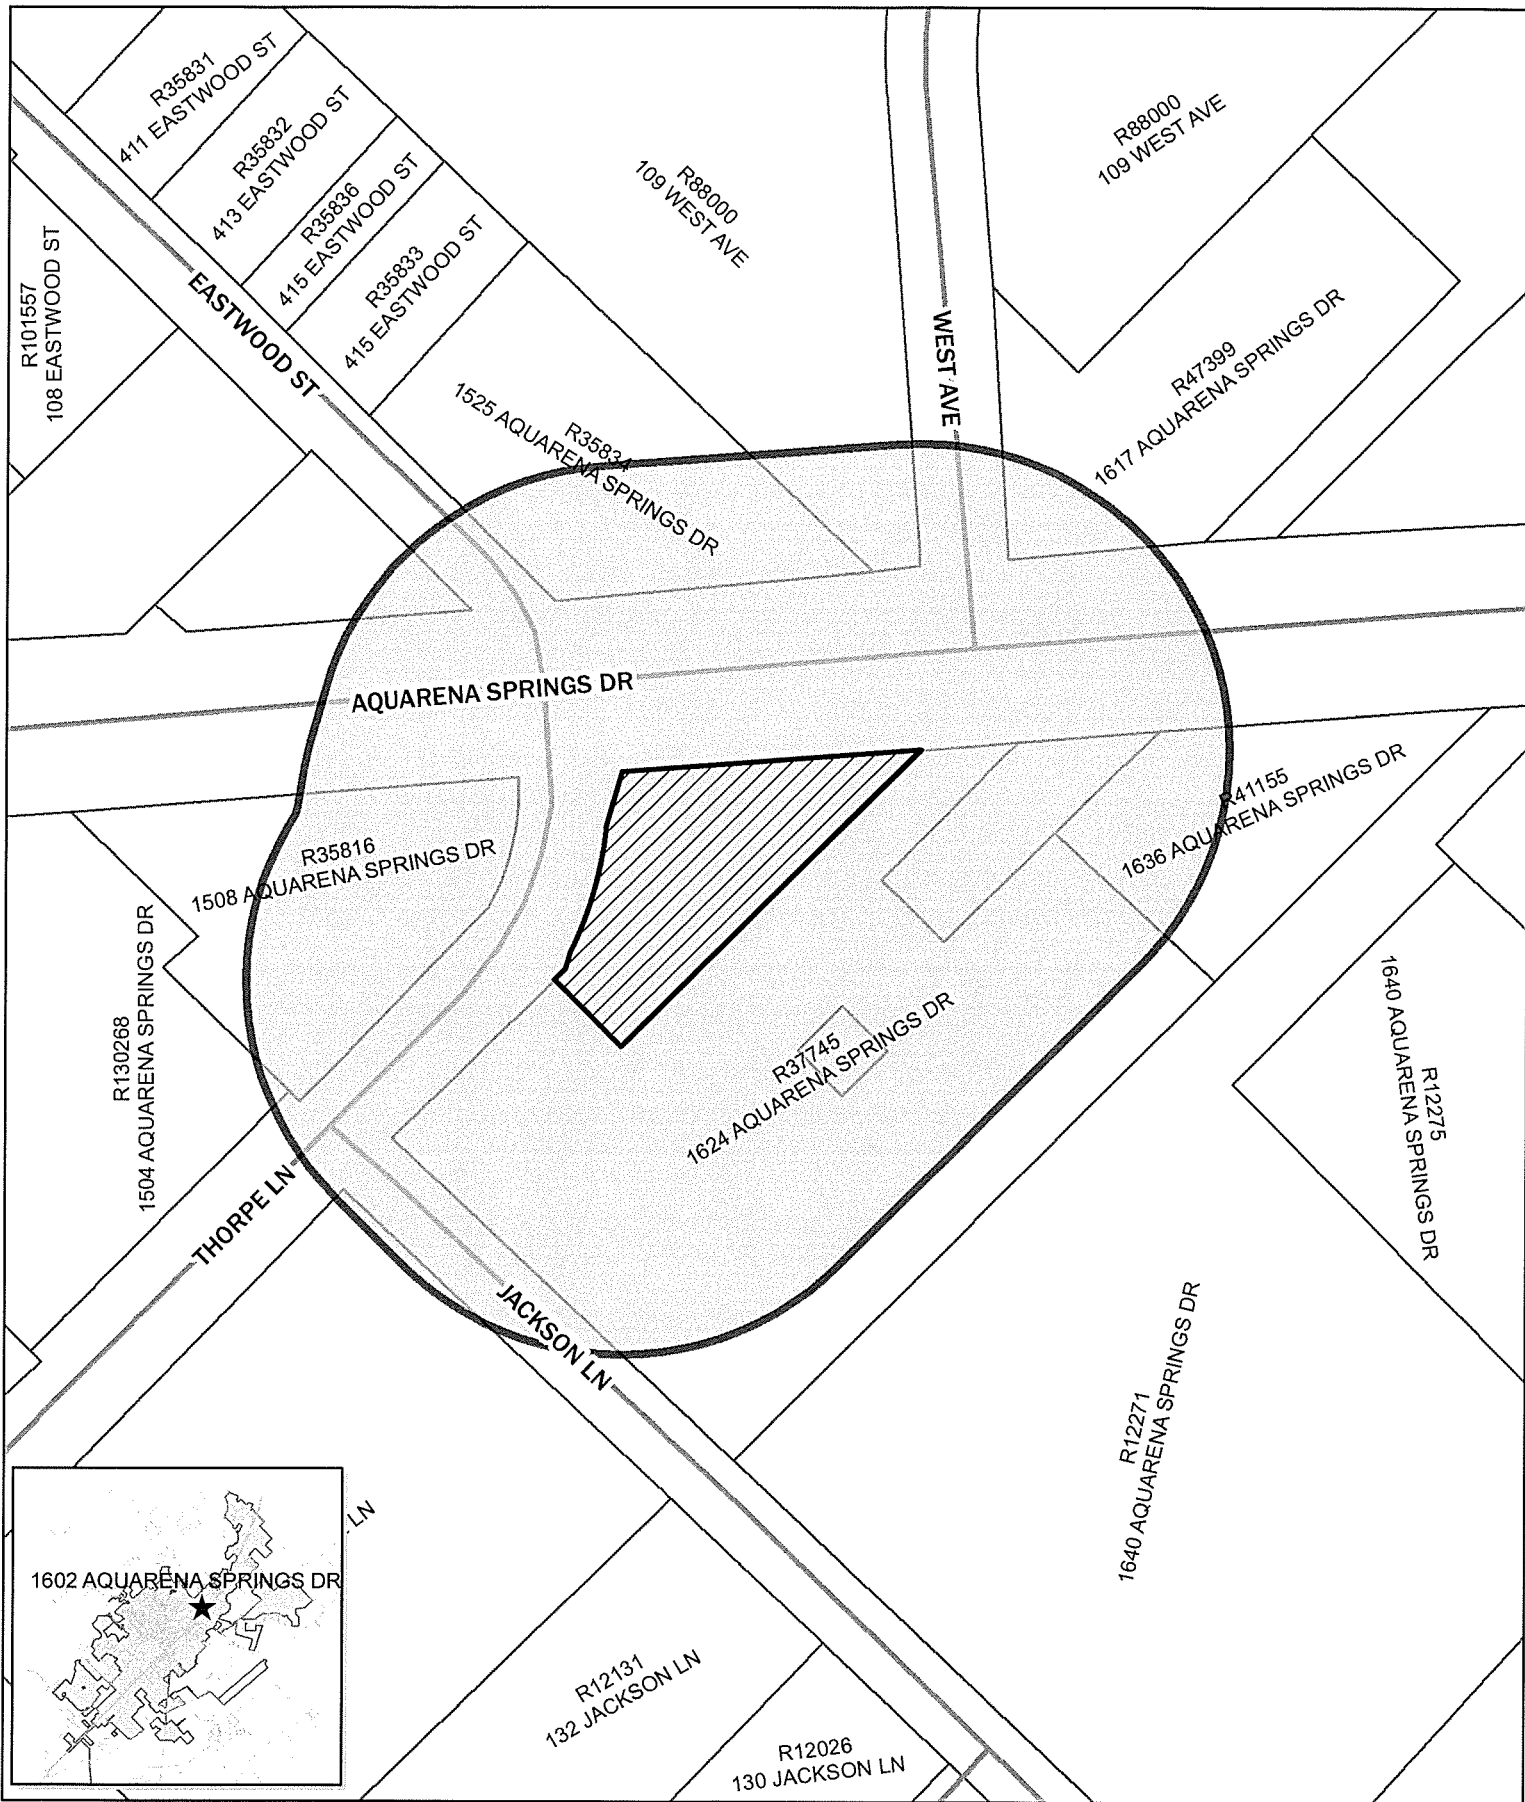 R35831
411 EASTWOOD ST
R35832
413 EASTWOOD ST
R35836
415 EASTWOOD ST
R35833
415 EASTWOOD ST
R88000
109 WEST AVE
R88000
109 WEST AVE
R101557
108 EASTWOOD ST
EASTWOOD ST
WEST AVE
R47399
1617 AQUARENA SPRINGS DR
R35834
1525 AQUARENA SPRINGS DR
AQUARENA SPRINGS DR
R35816
1508 AQUARENA SPRINGS DR
R41155
1636 AQUARENA SPRINGS DR
R130268
1504 AQUARENA SPRINGS DR
R37745
1624 AQUARENA SPRINGS DR
R12275
1640 AQUARENA SPRINGS DR
THORPE LN
JACKSON LN
R12271
1640 AQUARENA SPRINGS DR
LN
1602 AQUARENA SPRINGS DR
R12131
132 JACKSON LN
R12026
130 JACKSON LN